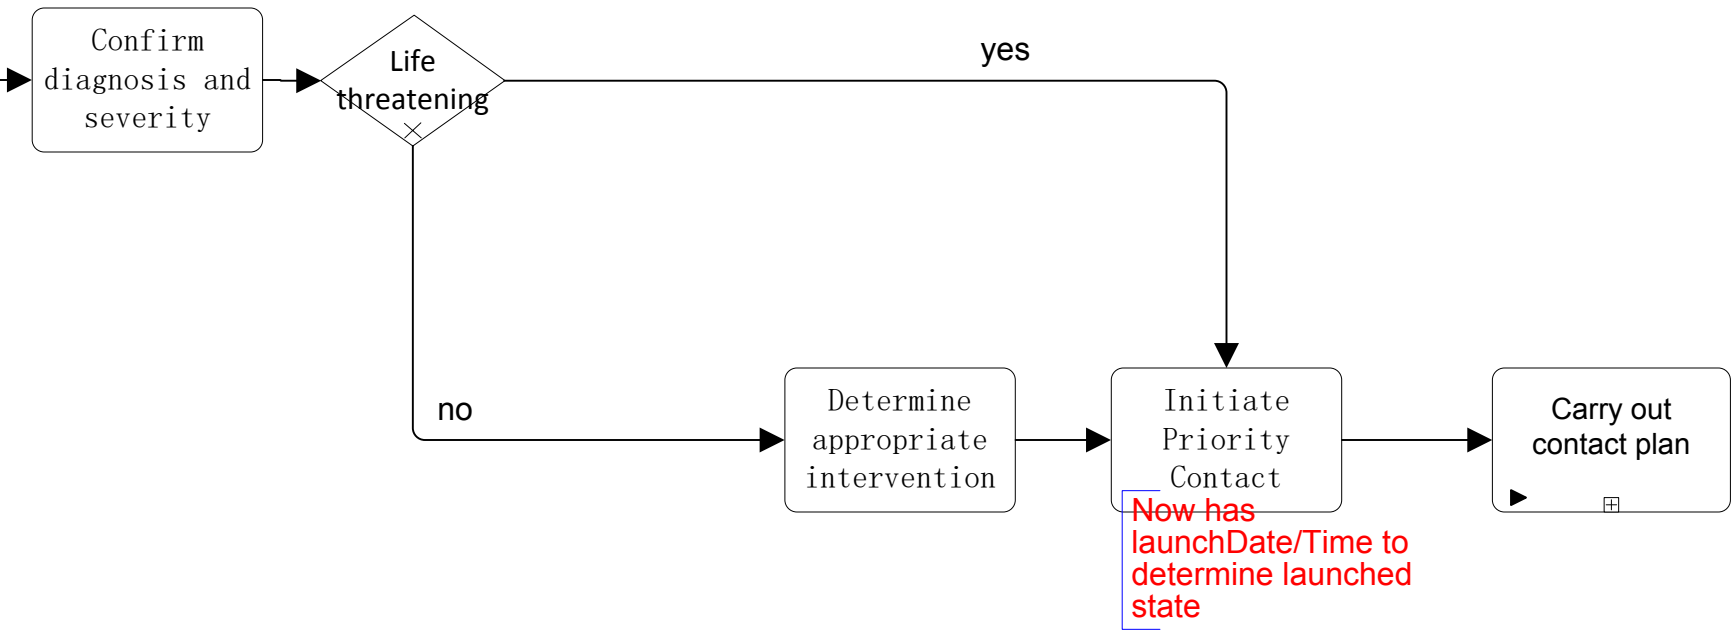 Confirm
diagnosis and
severity
Life
threatening
yes
no
Determine
appropriate
intervention
Initiate
Priority
Contact
Now has
launchDate/Time to
determine launched
state
Carry out
contact plan